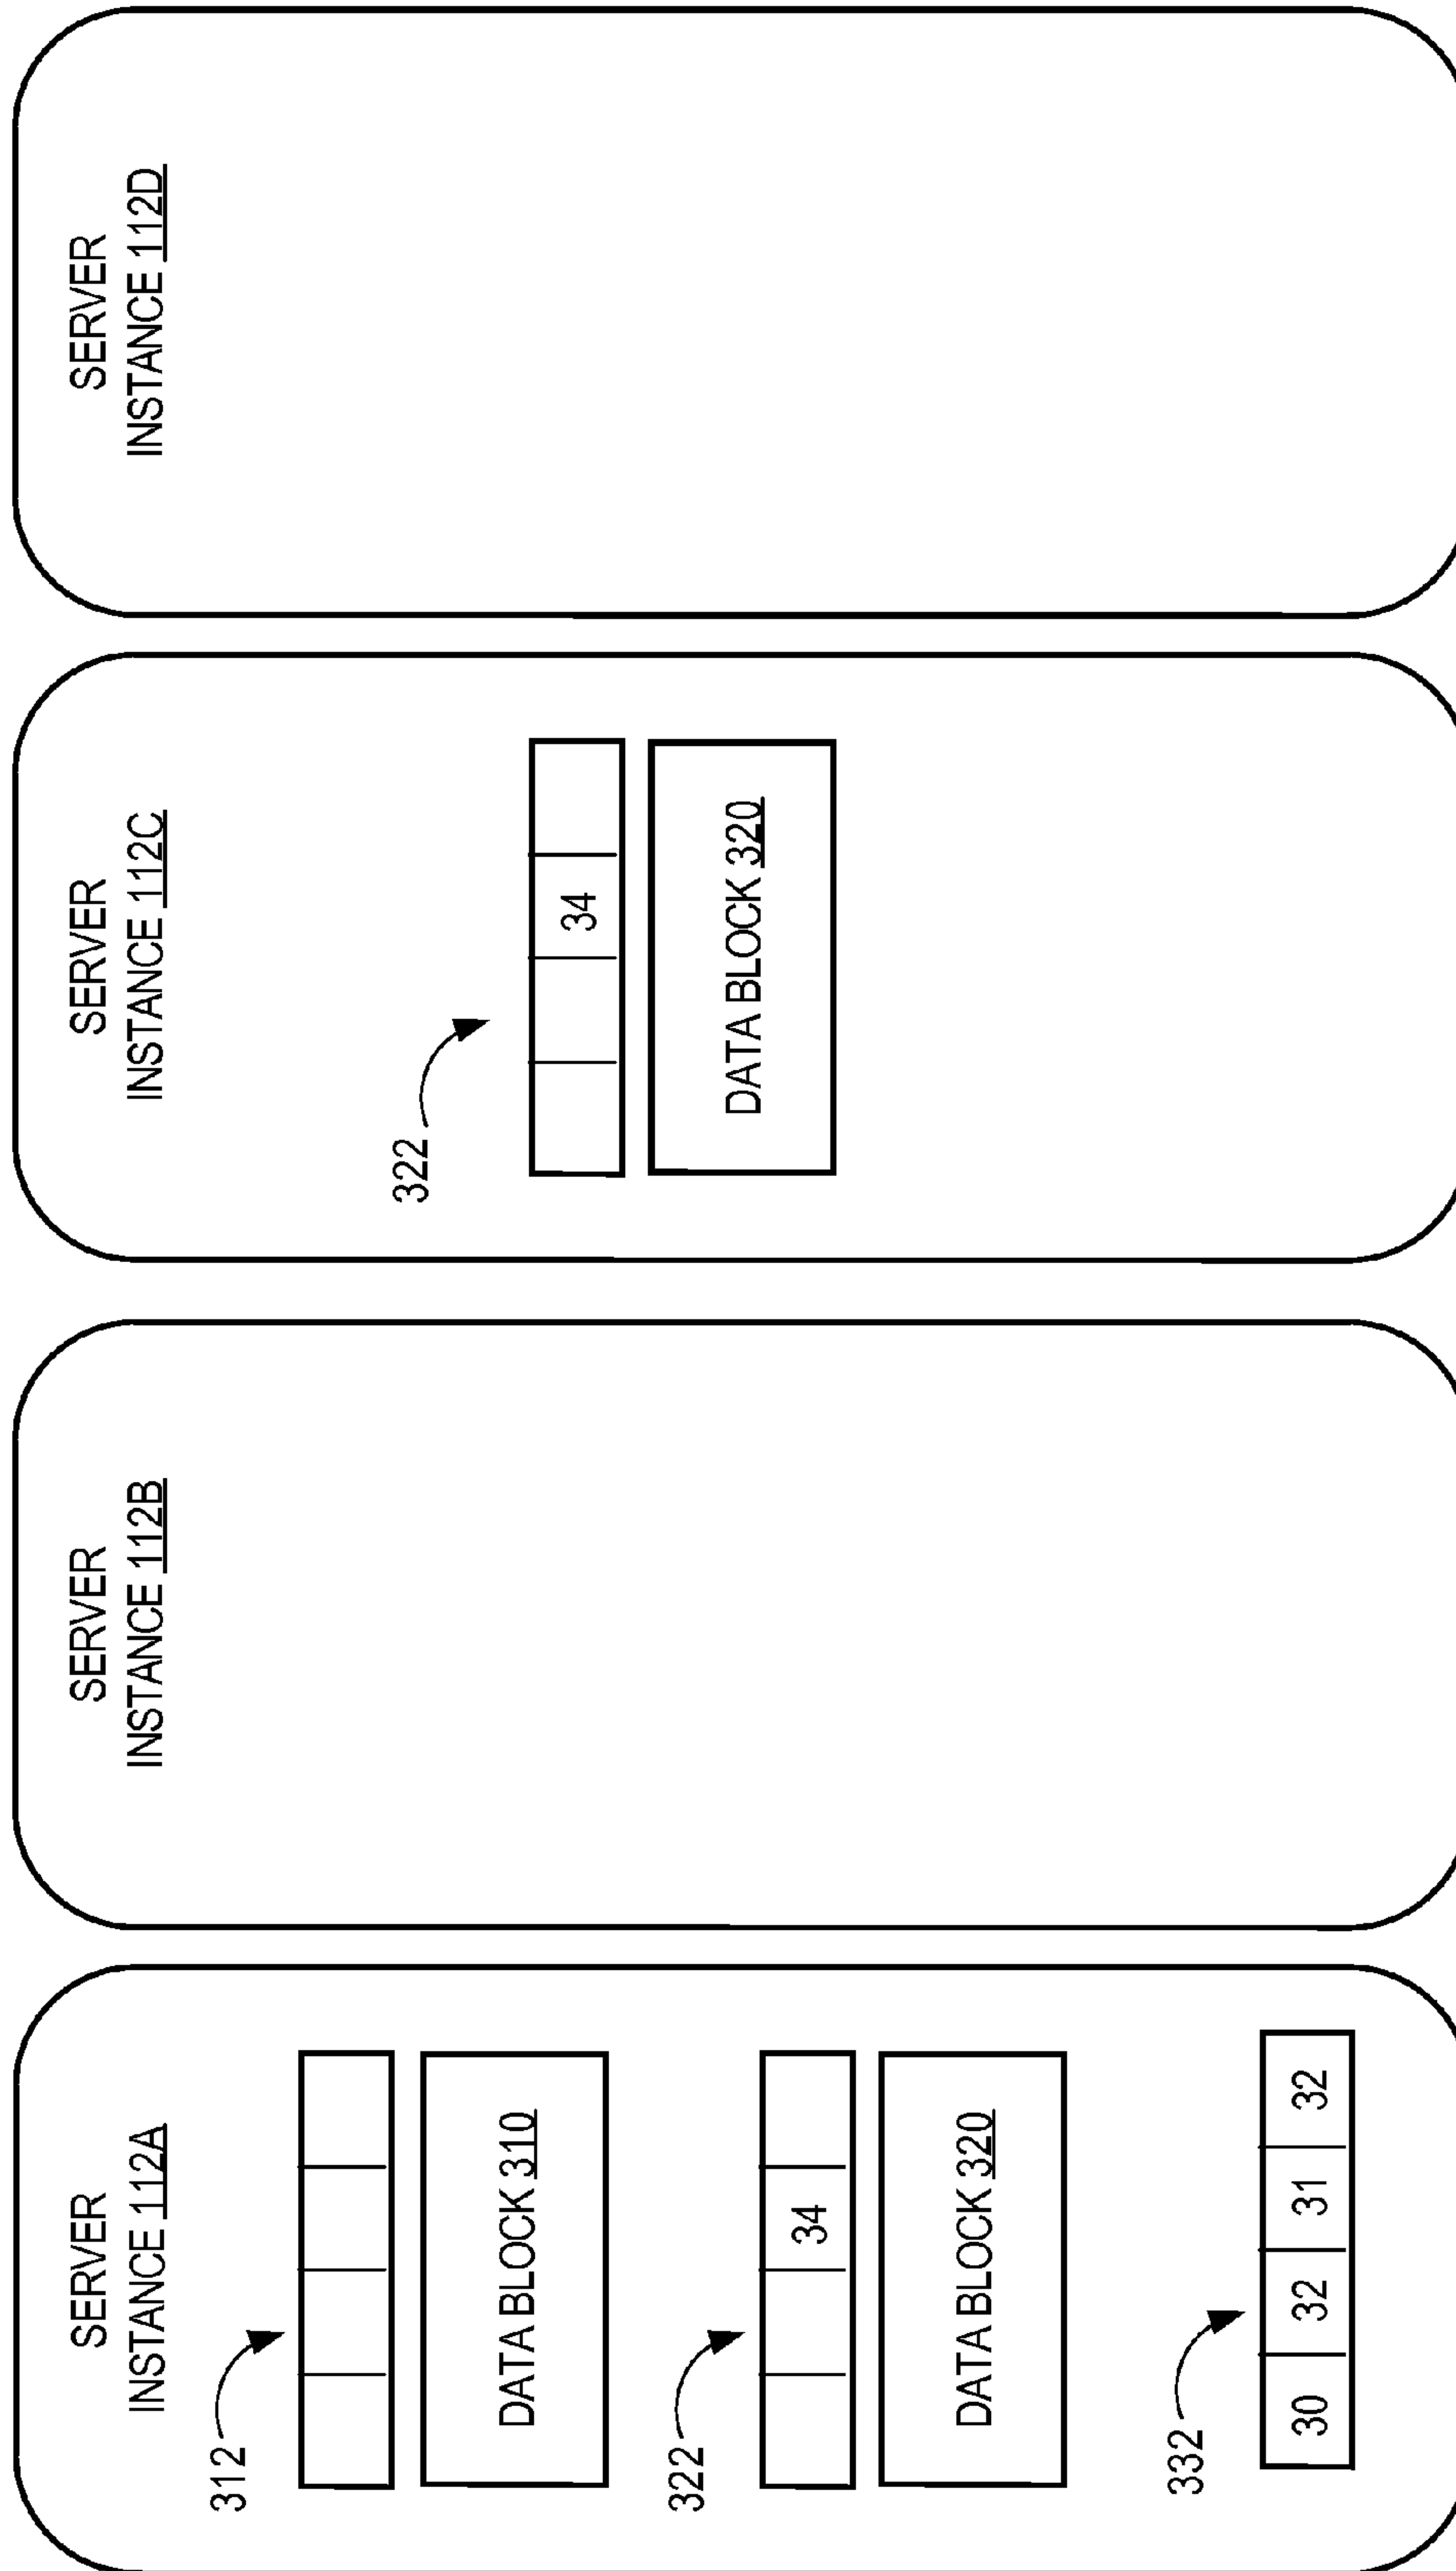 SERVER
INSTANCE 112A
312
DATA BLOCK 310
322
34
DATA BLOCK 320
332
30 32 31 32
SERVER
INSTANCE 112B
SERVER
INSTANCE 112C
322
34
DATA BLOCK 320
SERVER
INSTANCE 112D